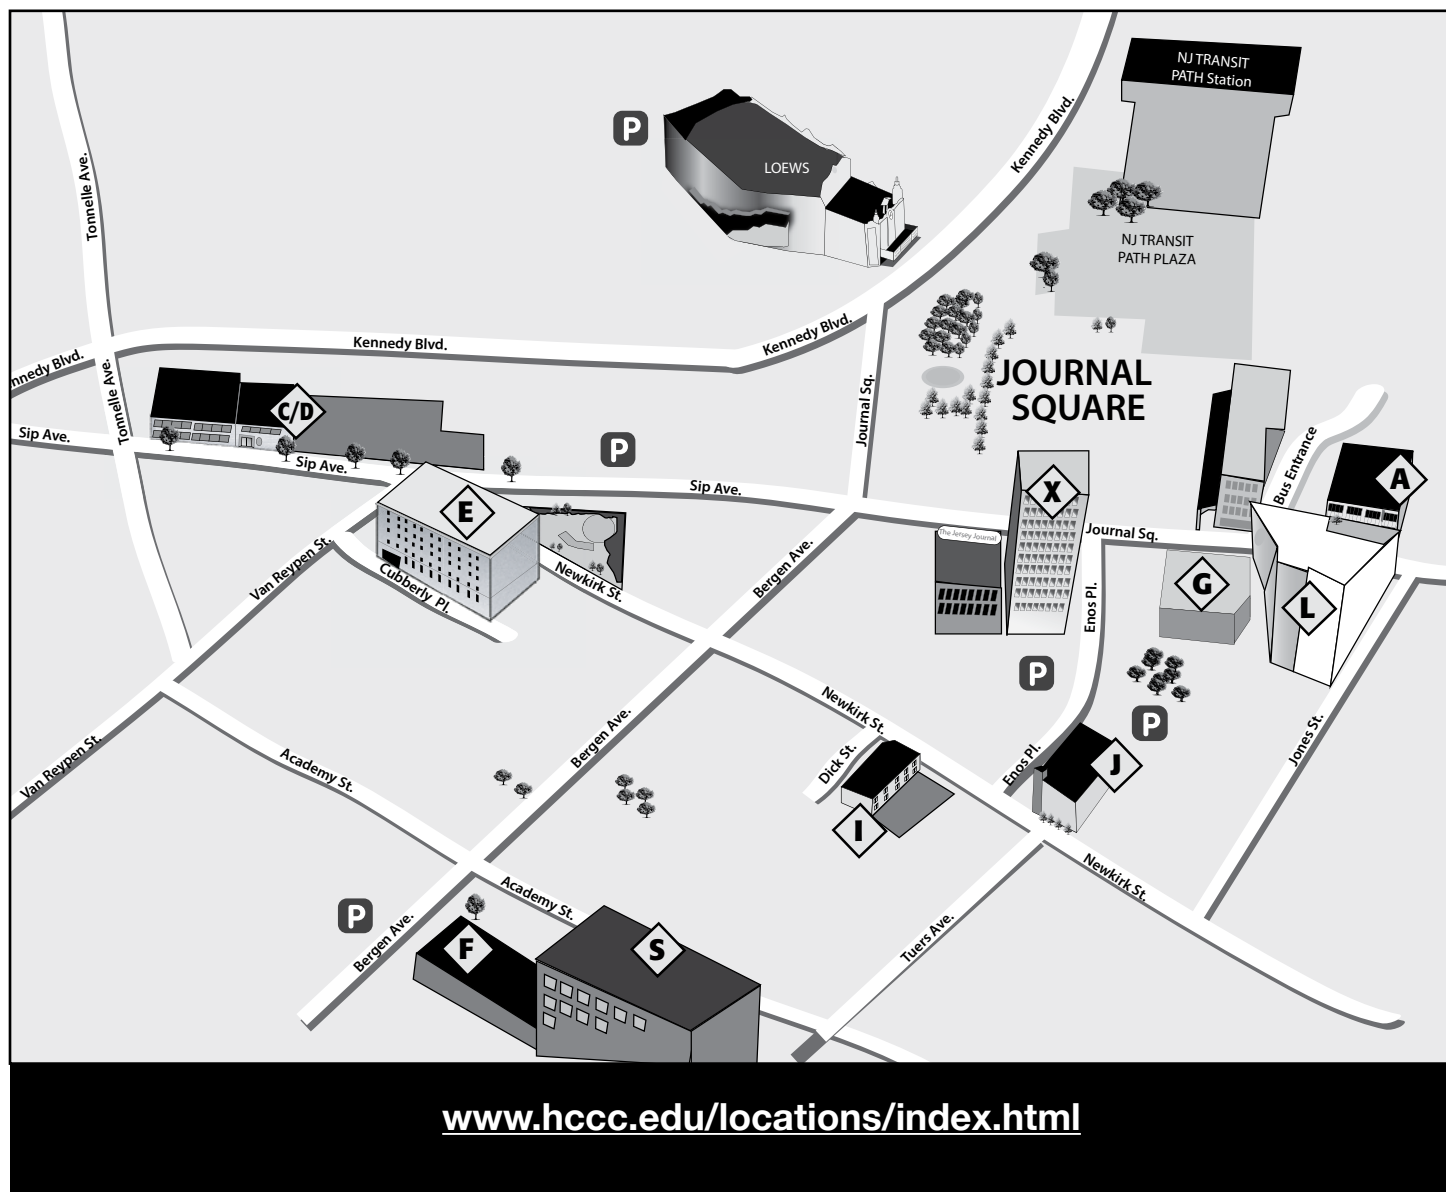 NJ TRANSIT
PATH Station
P
LOEWS
Kennedy Blvd.
Tonnelle Ave.
NJ TRANSIT
PATH PLAZA
Kennedy Blvd.
Kennedy Blvd.
nnedy Blvd.
Tonnelle Ave.
JOURNAL
SQUARE
Journal Sq.
C/D
Sip Ave.
Sip Ave.
P
Sip Ave.
Bus Entrance
A
X
E
Journal Sq.
The Jersey Journal
Van Reypen St.
Cubberly Pl.
Newkirk St.
Bergen Ave.
Enos Pl.
G
L
P
Newkirk St.
P
Bergen Ave.
Van Reypen St.
Academy St.
Dick St.
Enos Pl.
J
Jones St.
I
Newkirk St.
Academy St.
P
Bergen Ave.
F
S
Tuers Ave.
www.hccc.edu/locations/index.html